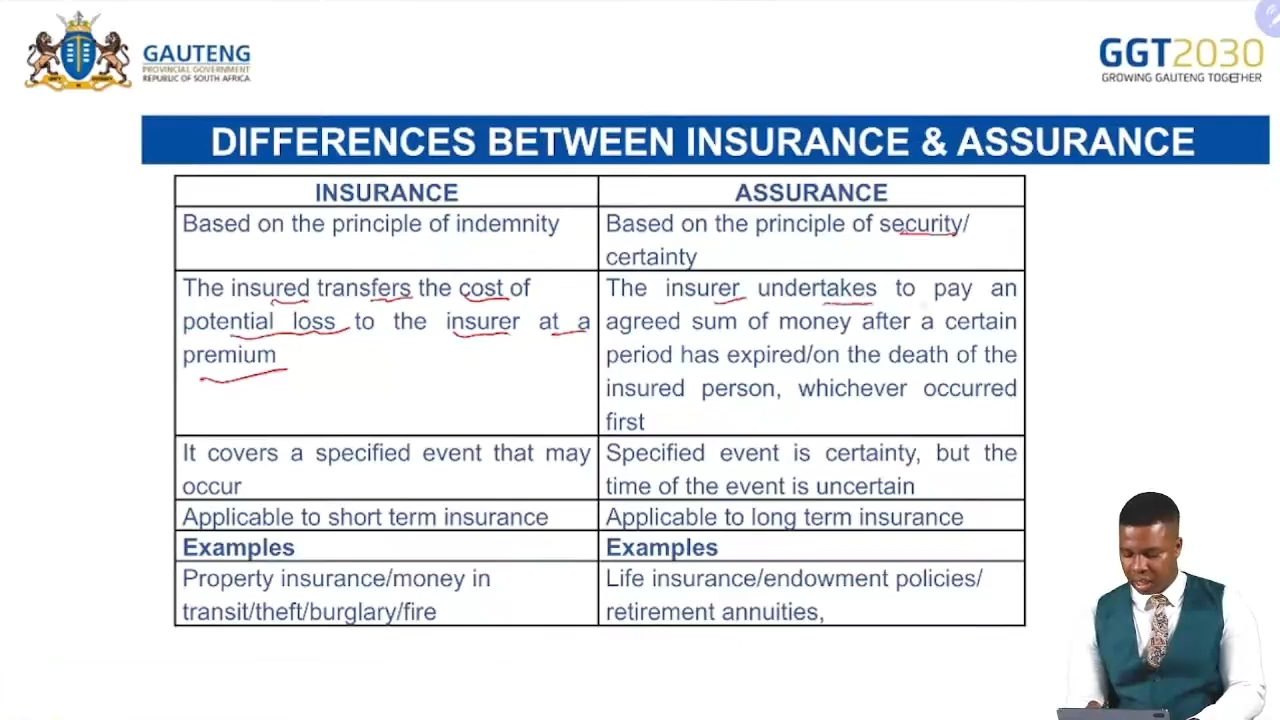 GAUTENG
PROVINCIAL GOVERNMENT
REPUBLIC OF SOUTH AFRICA
GGT2030
GROWING GAUTENG TOGETHER
DIFFERENCES BETWEEN INSURANCE & ASSURANCE
INSURANCE
ASSURANCE
Based on the principle of indemnity
Based on the principle of security/
certainty
The insured transfers the cost of
potential loss to the insurer at a
premium
The insurer undertakes to pay an
agreed sum of money after a certain
period has expired/on the death of the
insured person, whichever occurred
first
It covers a specified event that may
occur
Specified event is certainty, but the
time of the event is uncertain
Applicable to short term insurance
Applicable to long term insurance
Examples
Examples
Property insurance/money in
transit/theft/burglary/fire
Life insurance/endowment policies/
retirement annuities,